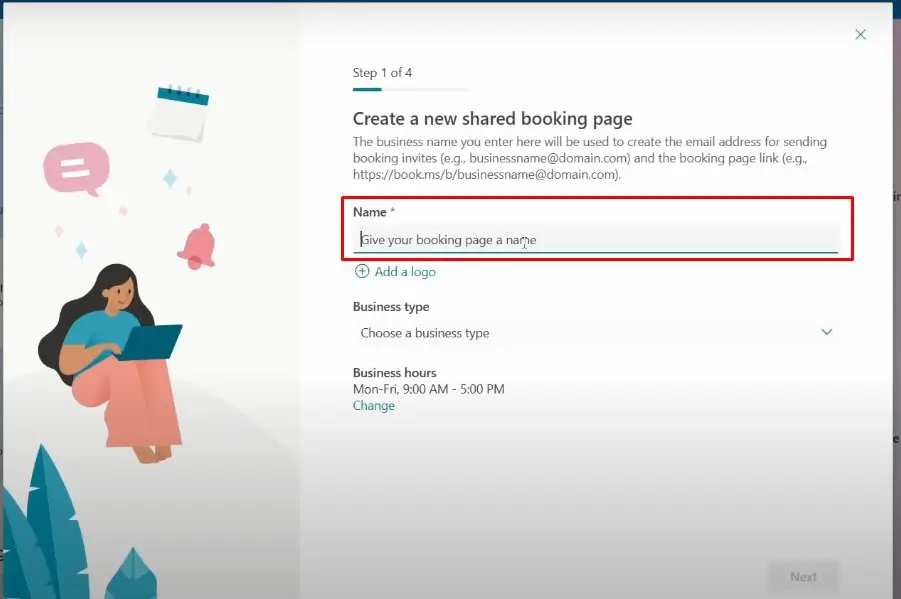 Step 1 of 4
Create a new shared booking page
The business name you enter here will be used to create the email address for sending
booking invites (e.g., businessname@domain.com) and the booking page link (e.g.,
https://book.ms/b/businessname@domain.com).
Name *
Give your booking page a name
Add a logo
Business type
Choose a business type
Business hours
Mon-Fri, 9:00 AM - 5:00 PM
Change
Next